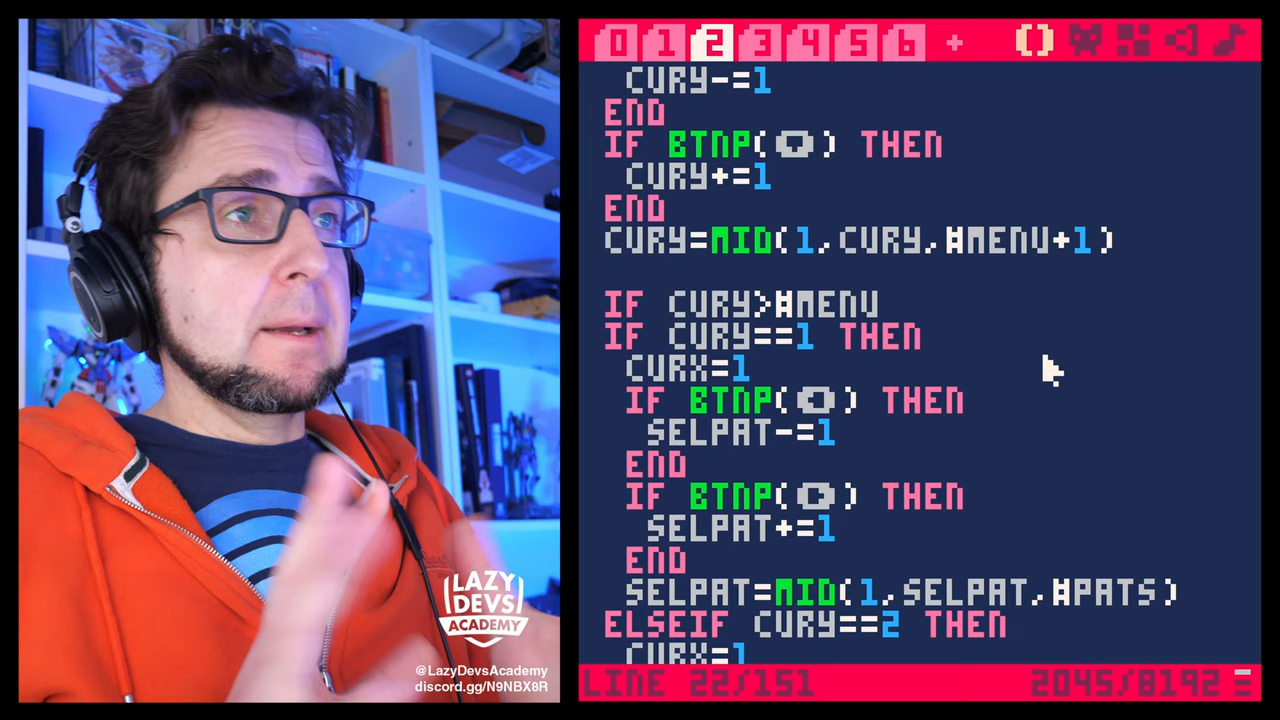 0 1 2 3 4 5 6 +
CURY-=1
END
IF BTNP(⬇️) THEN
CURY+=1
END
CURY=MID(1,CURY,#MENU+1)
IF CURY>#MENU
IF CURY==1 THEN
CURX=1
IF BTNP(⬅️) THEN
SELPAT-=1
END
IF BTNP(➡️) THEN
SELPAT+=1
END
SELPAT=MID(1,SELPAT,#PATS)
ELSEIF CURY==2 THEN
CURX=1
LINE 22/151
2045/8192
LAZY
DEVS
ACADEMY
@LazyDevsAcademy
discord.gg/N9NBX8R